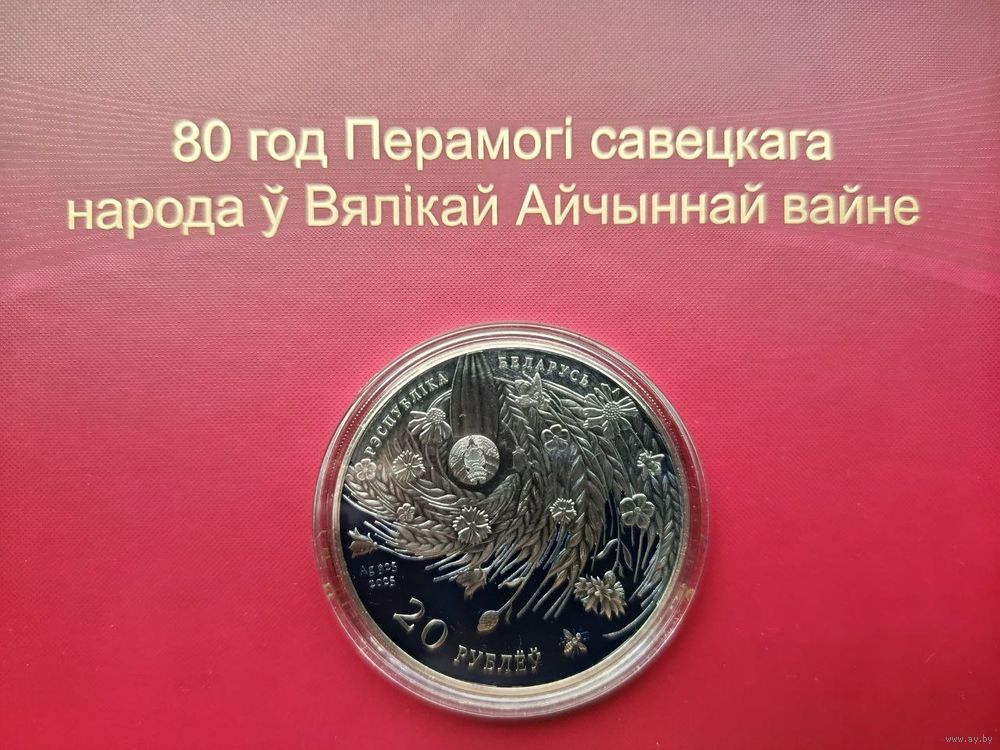 80 год Перамогі савецкага
народа ў Вялікай Айчыннай вайне
РЭСПУБЛІКА БЕЛАРУСЬ
Ag 925
2025
20 РУБЛЁЎ
www.ay.by